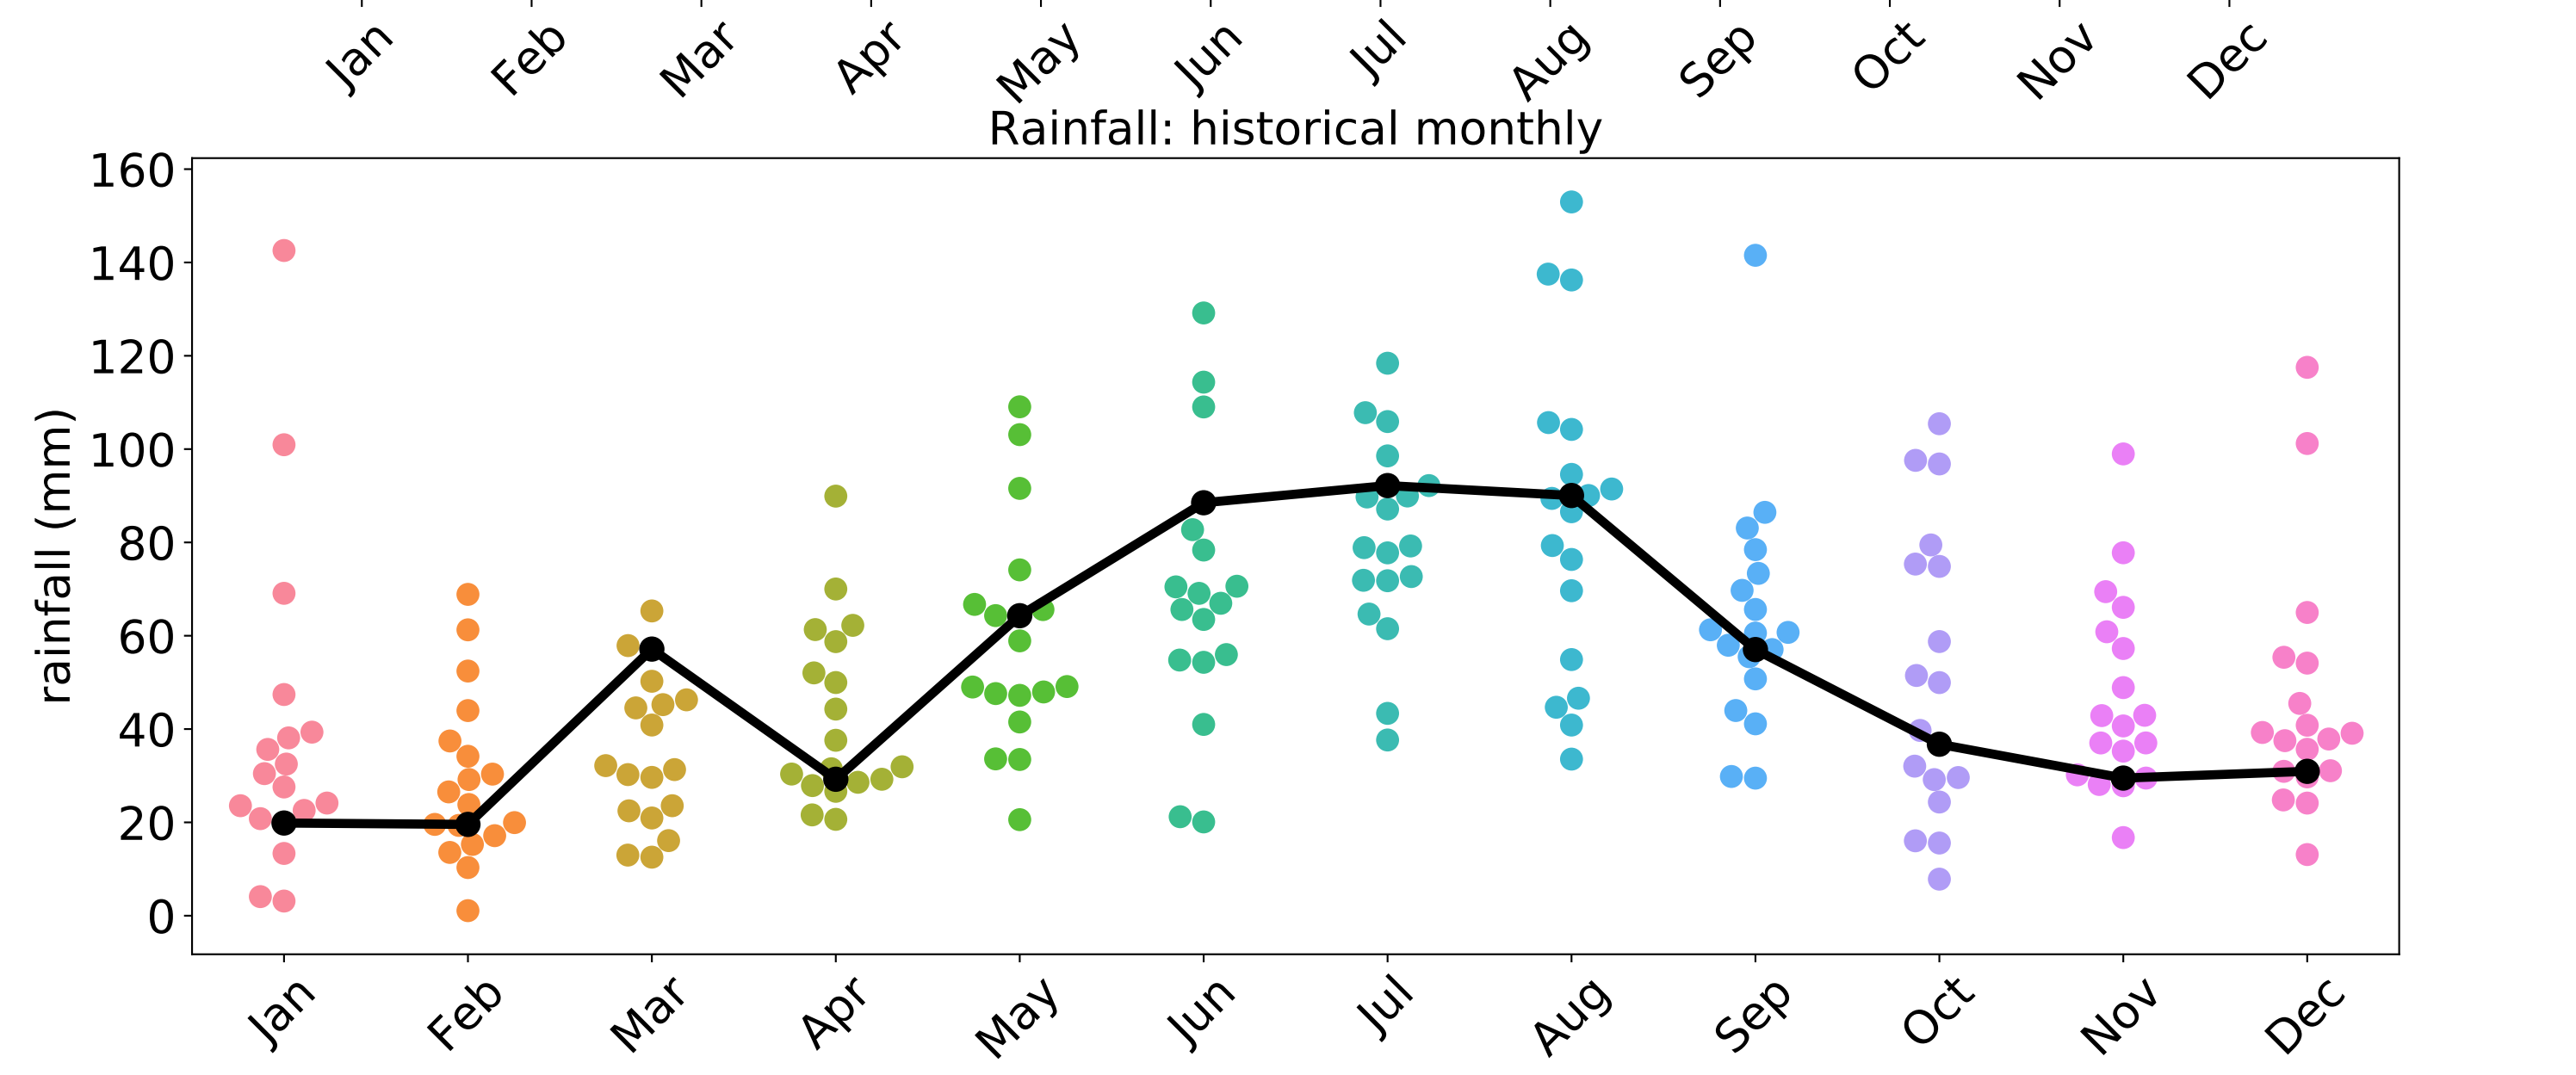 Jan Feb Mar Apr May Jun Jul Aug Sep Oct Nov Dec
Rainfall: historical monthly
rainfall (mm)
160
140
120
100
80
60
40
20
0
Jan Feb Mar Apr May Jun Jul Aug Sep Oct Nov Dec